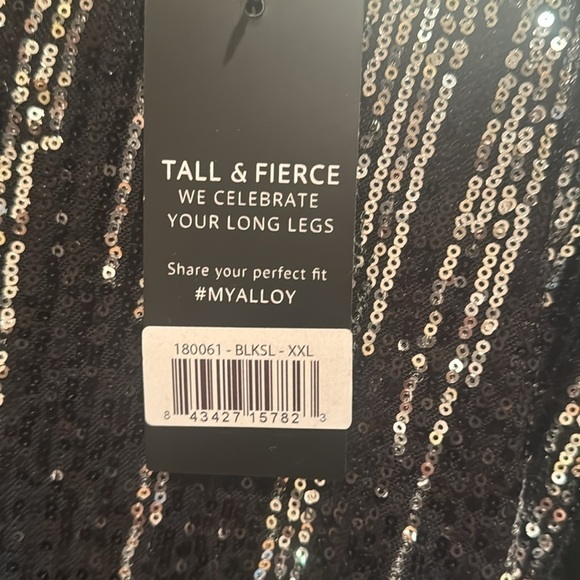 TALL & FIERCE
WE CELEBRATE
YOUR LONG LEGS
Share your perfect fit
#MYALLOY
180061 - BLKSL - XXL
8 43427 15782 3